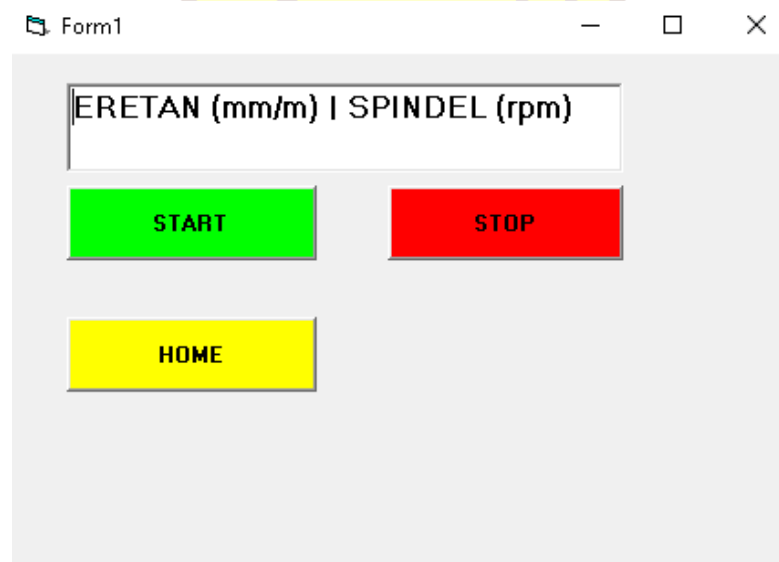 Form1
ERETAN (mm/m) | SPINDEL (rpm)
START
STOP
HOME